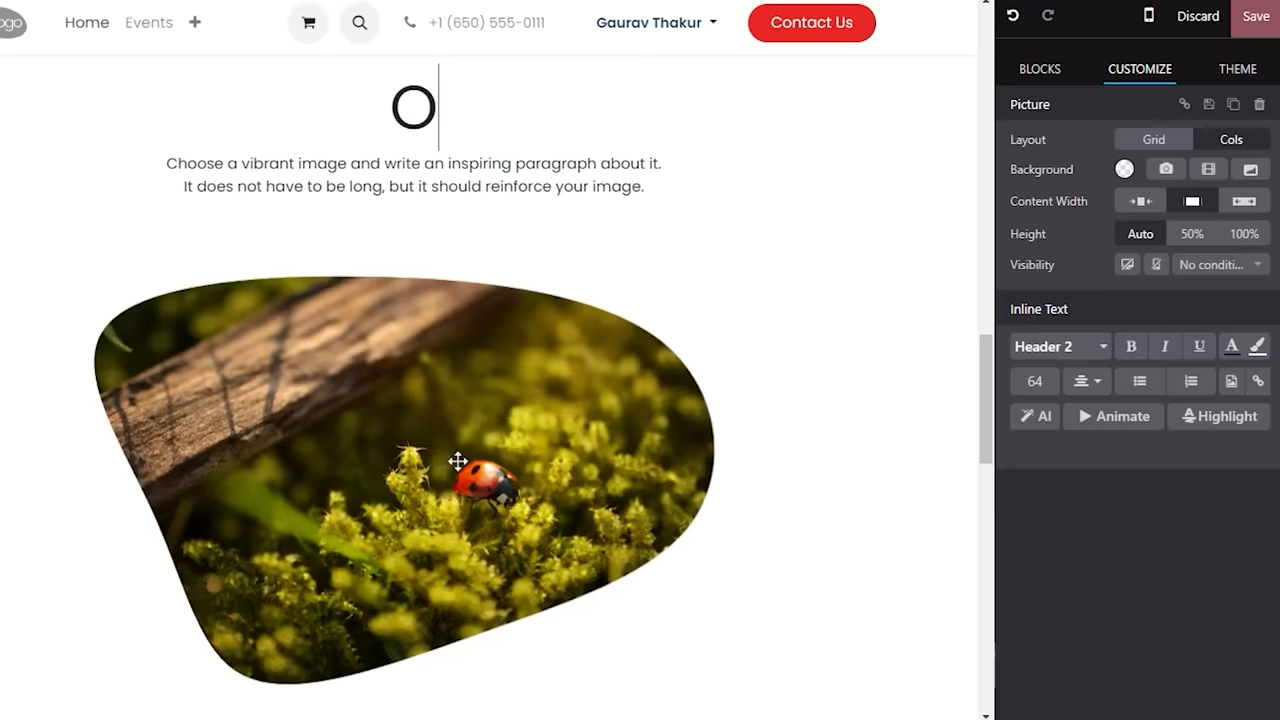 ogo Home Events + +1 (650) 555-0111 Gaurav Thakur Contact Us
Discard Save
BLOCKS CUSTOMIZE THEME
O
Choose a vibrant image and write an inspiring paragraph about it.
It does not have to be long, but it should reinforce your image.
Picture
Layout Grid Cols
Background
Content Width
Height Auto 50% 100%
Visibility No conditi...
Inline Text
Header 2 B I U A
64
AI Animate Highlight